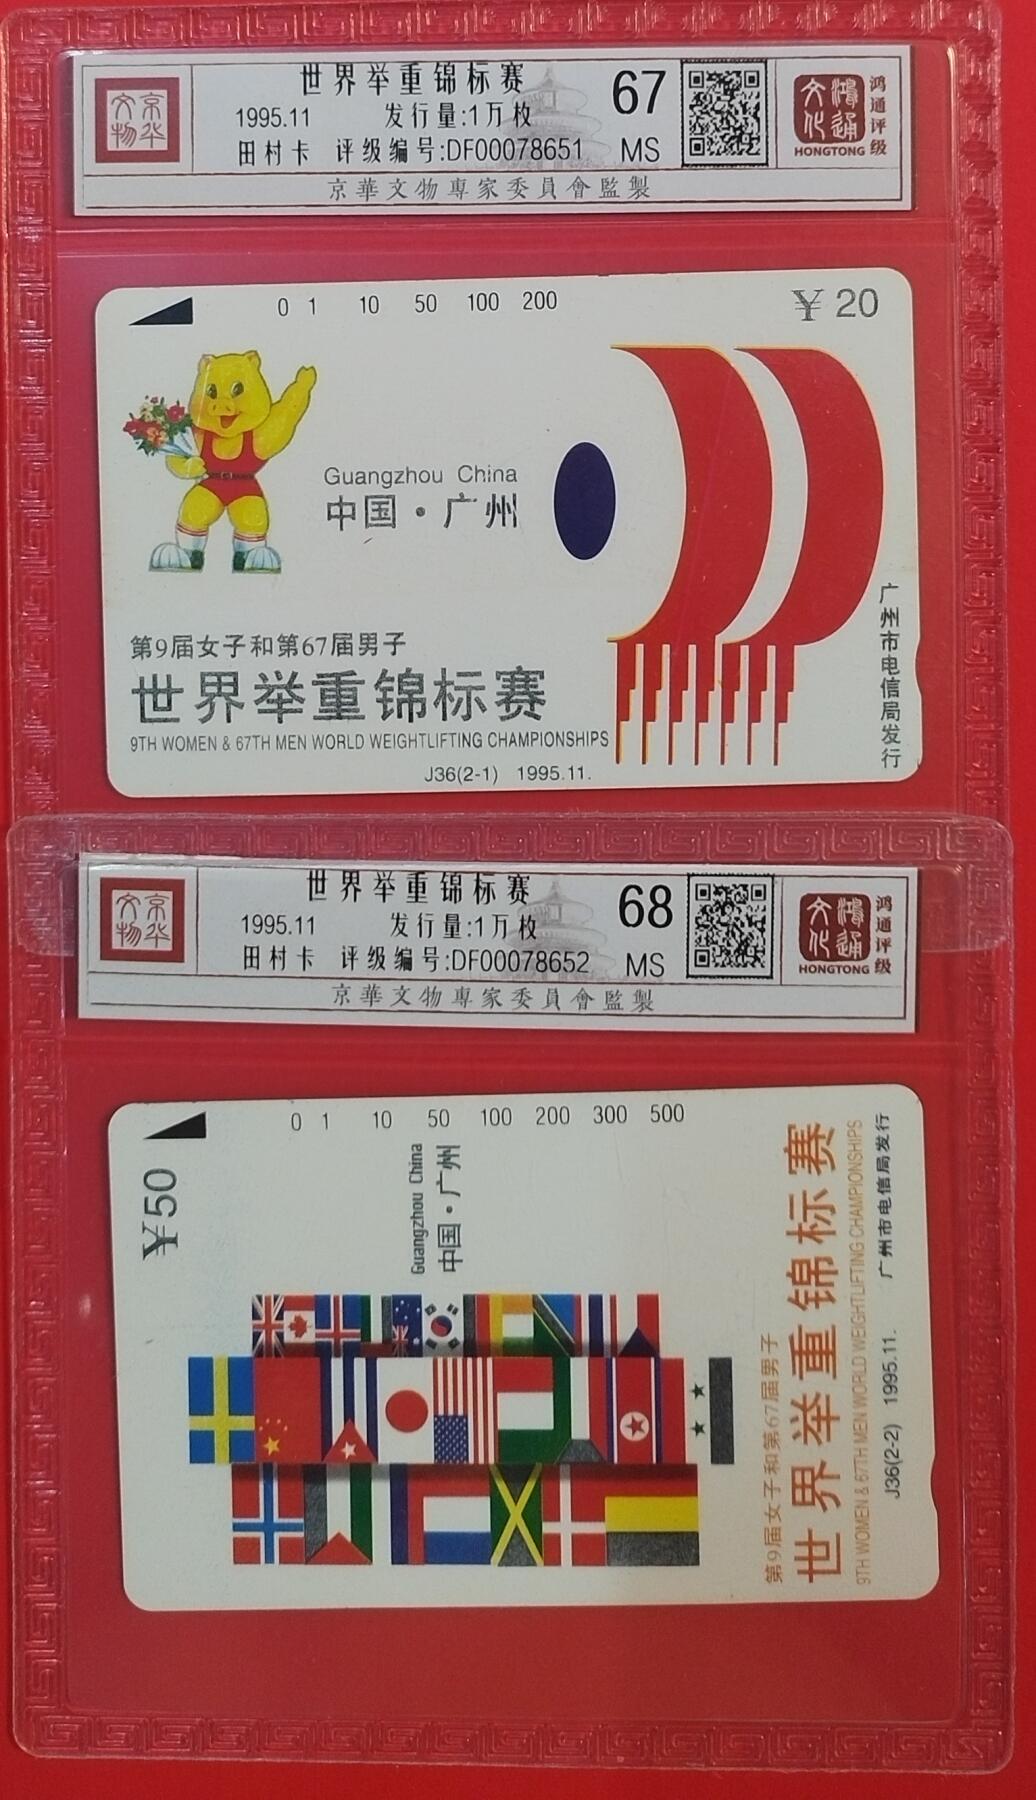 京华
文物
世界举重锦标赛
1995.11 发行量:1万枚
田村卡 评级编号:DF00078651
67
MS
鸿通
文化
HONGTONG
鸿通评级
京華文物專家委員會監製
0 1 10 50 100 200
¥ 20
Guangzhou China
中国·广州
第9届女子和第67届男子
世界举重锦标赛
9TH WOMEN & 67TH MEN WORLD WEIGHTLIFTING CHAMPIONSHIPS
J36(2-1) 1995.11.
广州市电信局发行
京华
文物
世界举重锦标赛
1995.11 发行量:1万枚
田村卡 评级编号:DF00078652
68
MS
鸿通
文化
HONGTONG
鸿通评级
京華文物專家委員會監製
0 1 10 50 100 200 300 500
¥50
Guangzhou China
中国·广州
第9届女子和第67届男子
世界举重锦标赛
9TH WOMEN & 67TH MEN WORLD WEIGHTLIFTING CHAMPIONSHIPS
J36(2-2) 1995.11. 广州市电信局发行